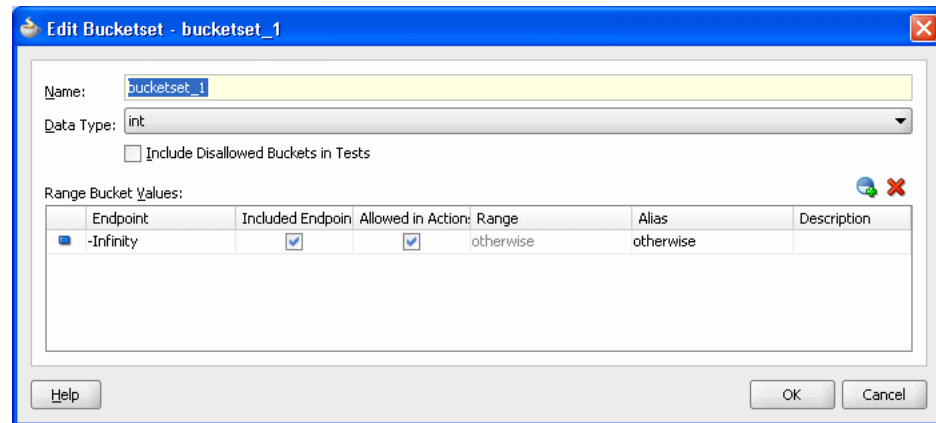 Edit Bucketset - bucketset_1
Name: bucketset_1
Data Type: int
Include Disallowed Buckets in Tests
Range Bucket Values:
Endpoint Included Endpoin Allowed in Action: Range Alias Description
-Infinity otherwise otherwise
Help OK Cancel